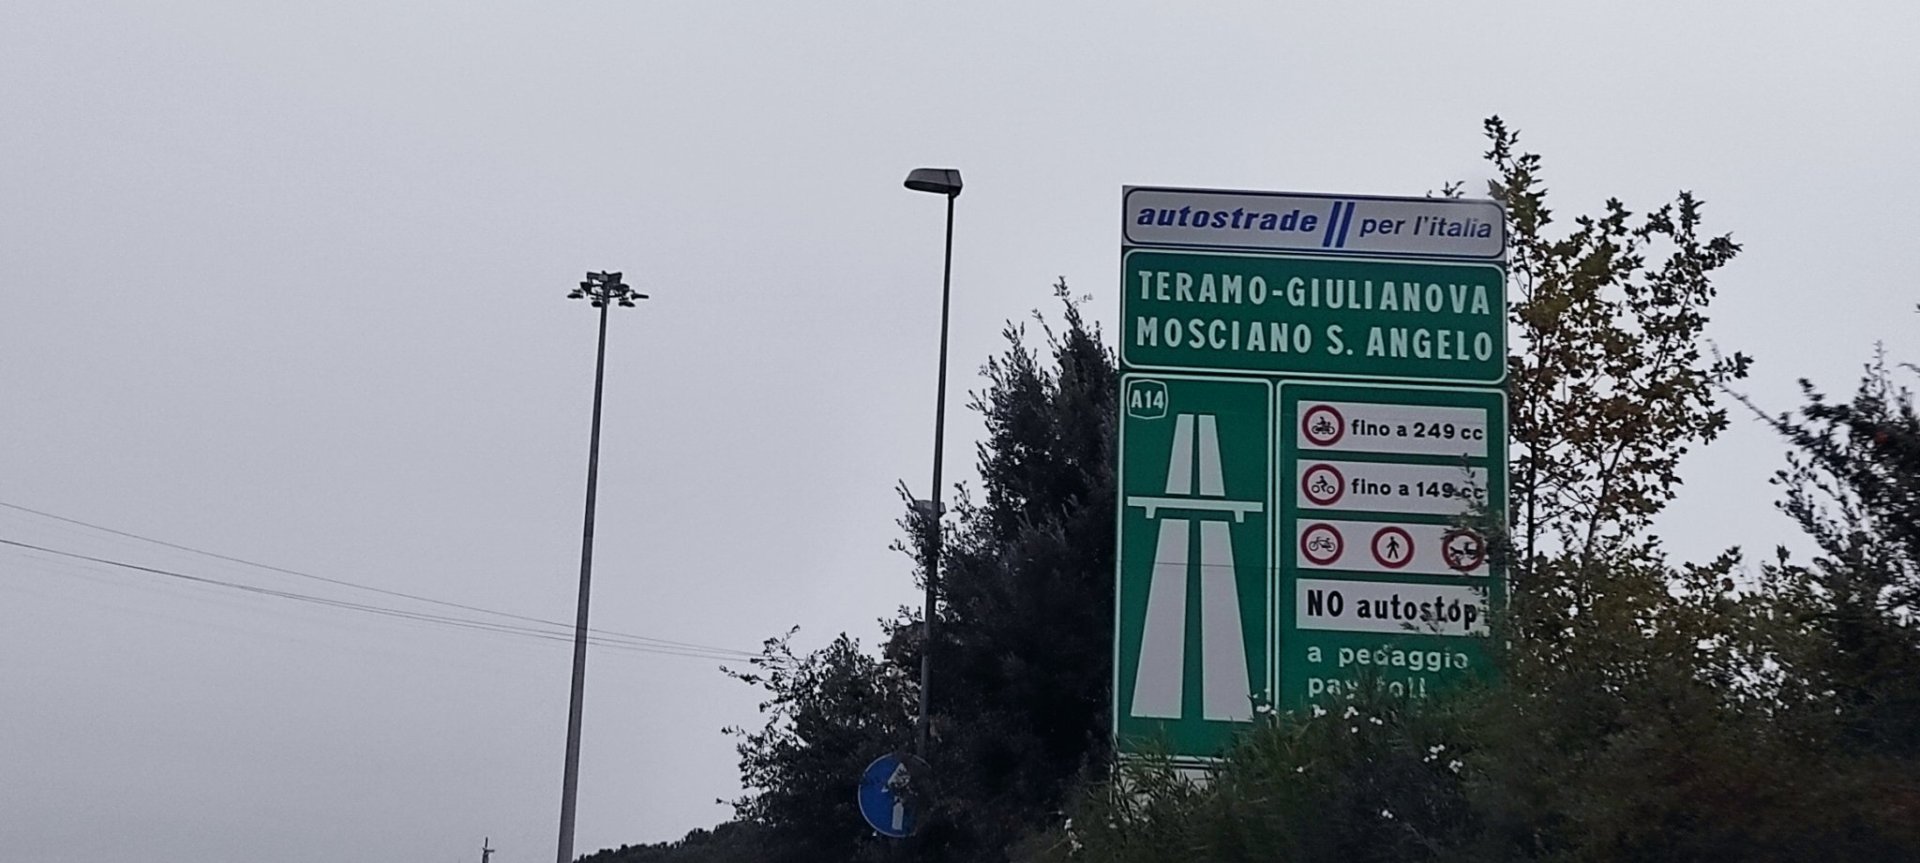 autostrade // per l'italia
TERAMO-GIULIANOVA
MOSCIANO S. ANGELO
A14
fino a 249 cc
fino a 149 cc
NO autostop
a pedaggio
pay toll